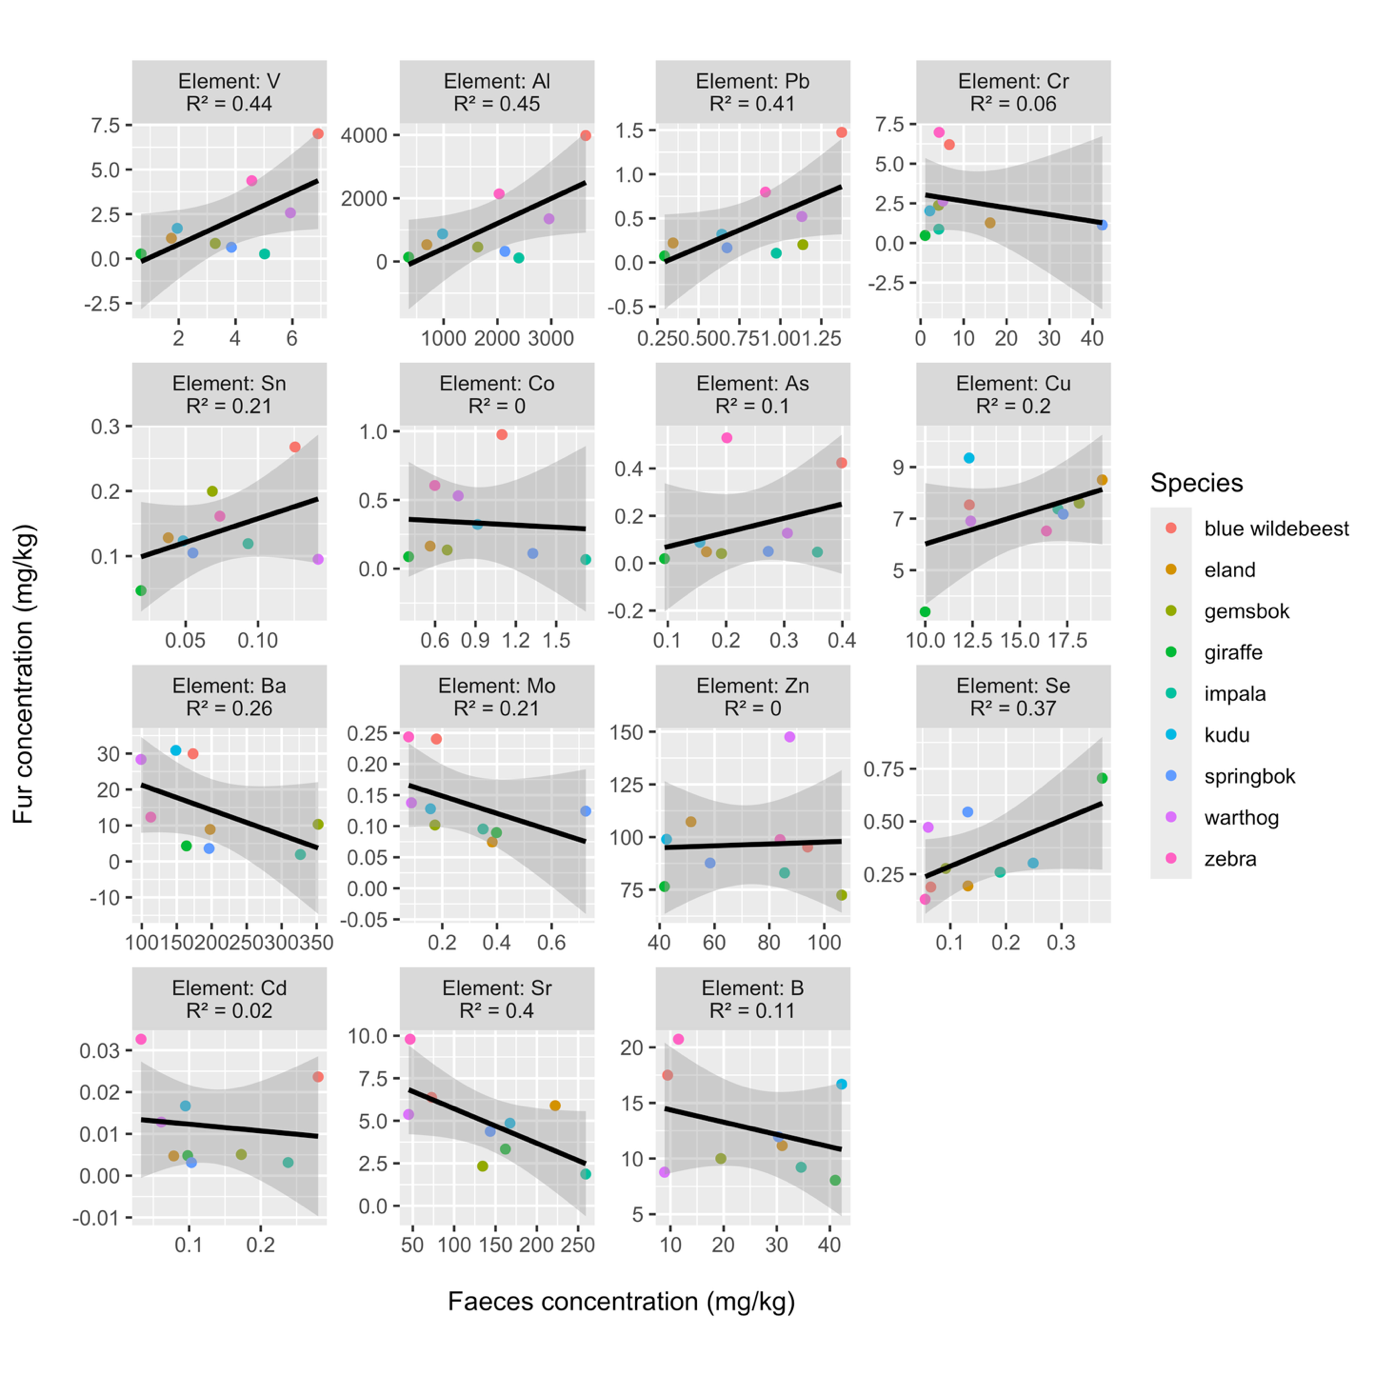 Element: V
R² = 0.44
Element: Al
R² = 0.45
Element: Pb
R² = 0.41
Element: Cr
R² = 0.06
7.5
5.0
2.5
0.0
-2.5
2 4 6
4000
2000
0
1000 2000 3000
1.5
1.0
0.5
0.0
-0.5
0.25 0.50 0.75 1.00 1.25
7.5
5.0
2.5
0.0
-2.5
0 10 20 30 40
Element: Sn
R² = 0.21
Element: Co
R² = 0
Element: As
R² = 0.1
Element: Cu
R² = 0.2
0.3
0.2
0.1
0.05 0.10
1.0
0.5
0.0
0.6 0.9 1.2 1.5
0.4
0.2
0.0
-0.2
0.1 0.2 0.3 0.4
9
7
5
10.0 12.5 15.0 17.5
Element: Ba
R² = 0.26
Element: Mo
R² = 0.21
Element: Zn
R² = 0
Element: Se
R² = 0.37
30
20
10
0
-10
100 150 200 250 300 350
0.25
0.20
0.15
0.10
0.05
0.00
-0.05
0.2 0.4 0.6
150
125
100
75
40 60 80 100
0.75
0.50
0.25
0.1 0.2 0.3
Element: Cd
R² = 0.02
Element: Sr
R² = 0.4
Element: B
R² = 0.11
0.03
0.02
0.01
0.00
-0.01
0.1 0.2
10.0
7.5
5.0
2.5
0.0
50 100 150 200 250
20
15
10
5
10 20 30 40
Fur concentration (mg/kg)
Faeces concentration (mg/kg)
Species
blue wildebeest
eland
gemsbok
giraffe
impala
kudu
springbok
warthog
zebra